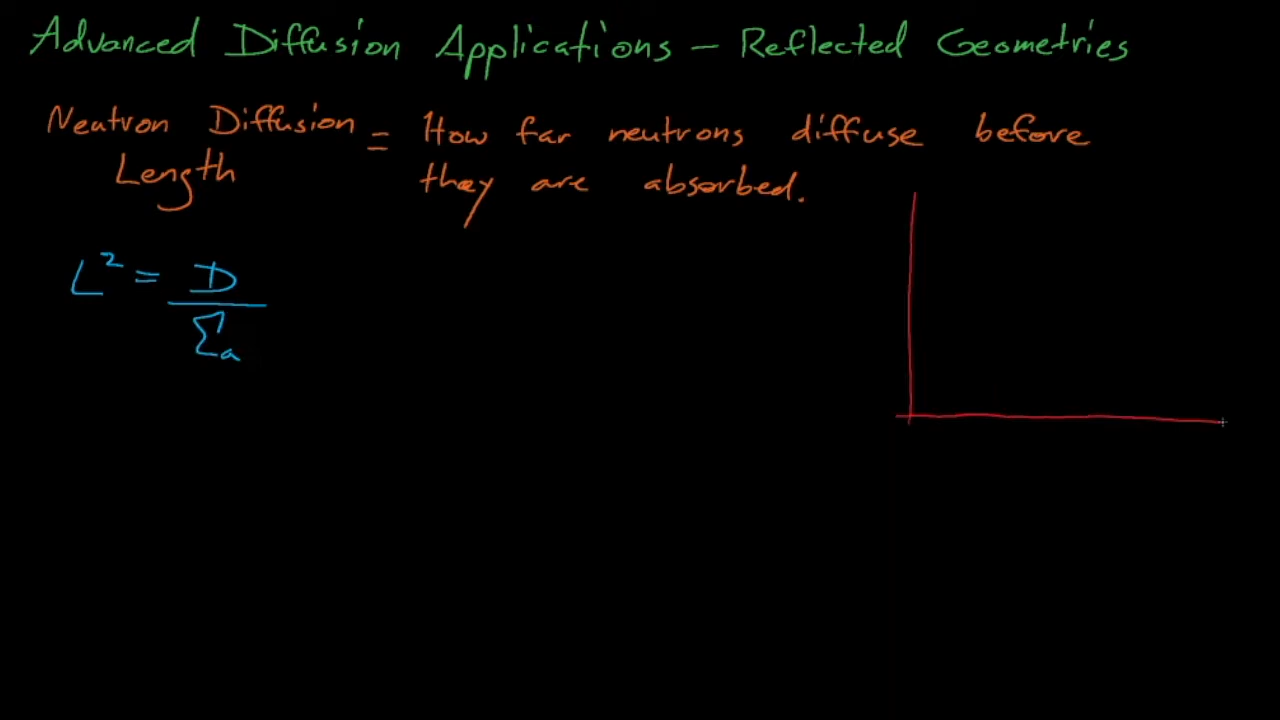 Advanced Diffusion Applications – Reflected Geometries
Neutron Diffusion Length = How far neutrons diffuse before
they are absorbed.
L² = D
Σa